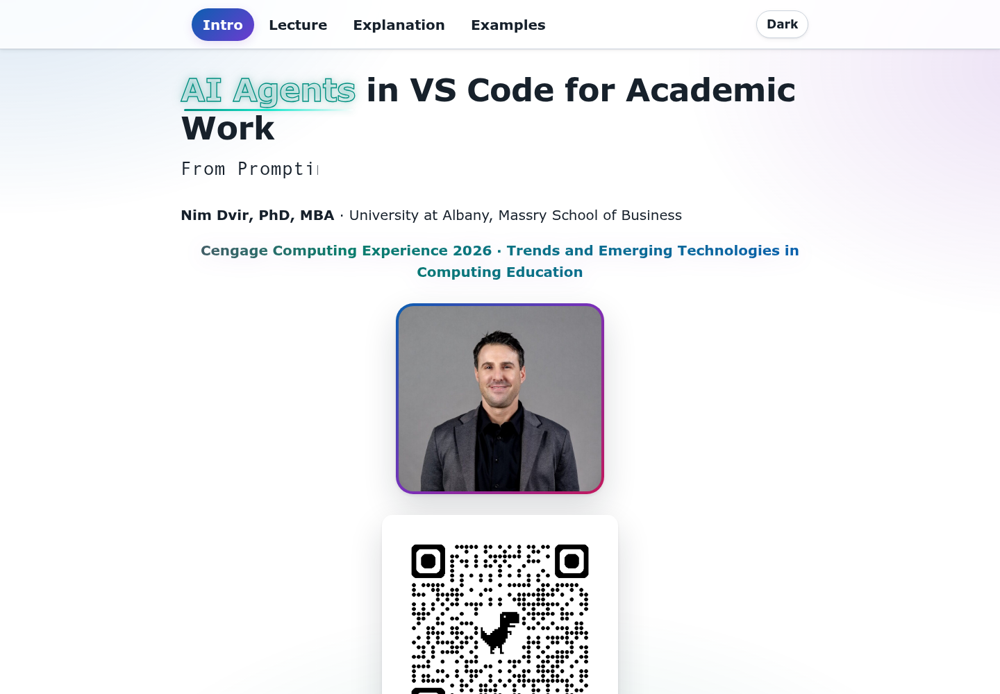 Intro
Lecture
Explanation
Examples
Dark
AI Agents in VS Code for Academic
Work
From Prompti
Nim Dvir, PhD, MBA · University at Albany, Massry School of Business
Cengage Computing Experience 2026 · Trends and Emerging Technologies in
Computing Education